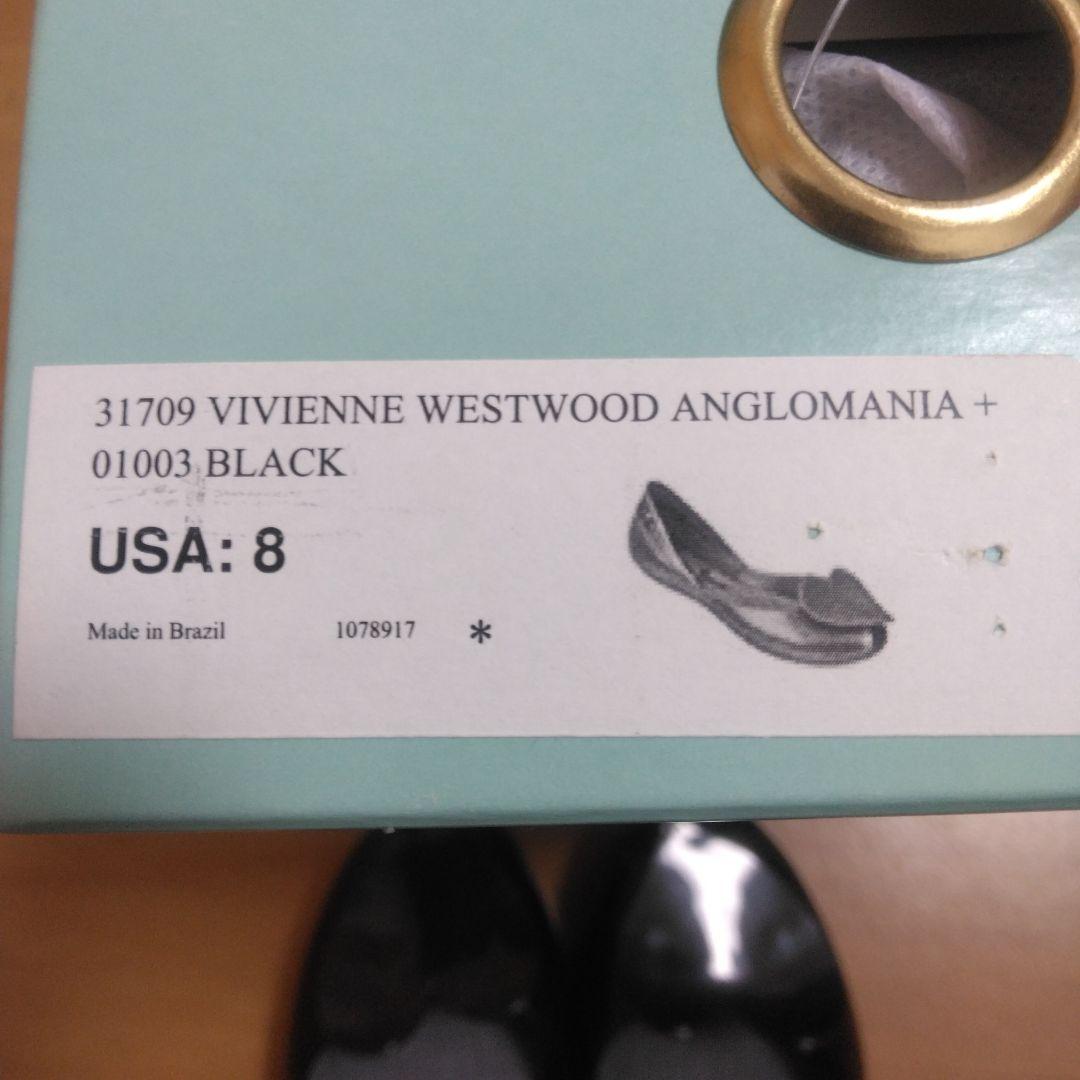 31709 VIVIENNE WESTWOOD ANGLOMANIA +
01003 BLACK
USA: 8
Made in Brazil 1078917 *